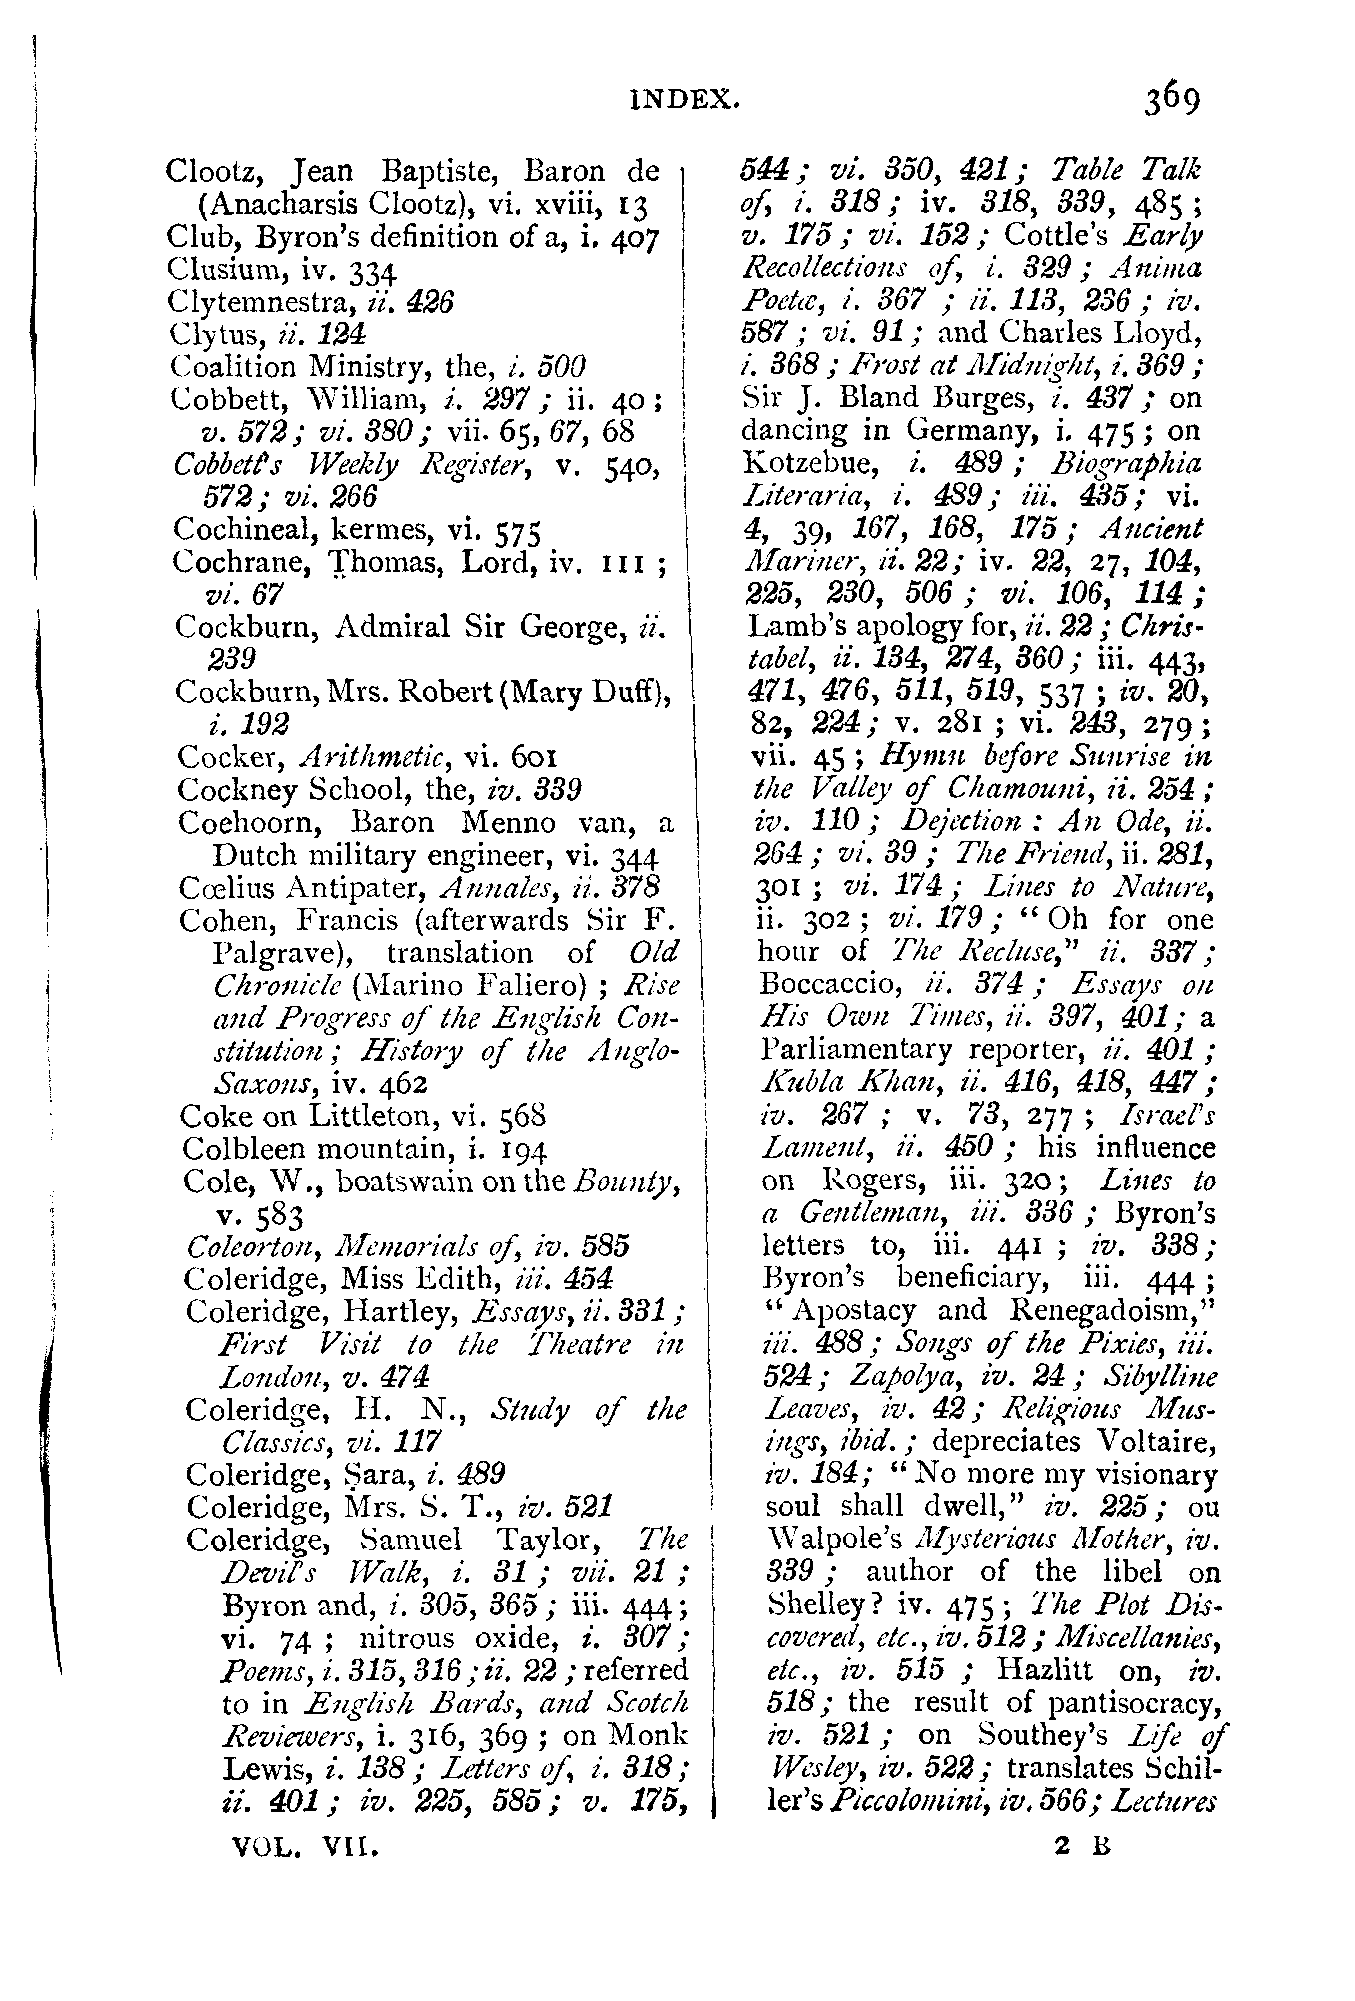 INDEX. 369
Clootz, Jean Baptiste, Baron de
(Anacharsis Clootz), vi. xviii, 13
Club, Byron's definition of a, i. 407
Clusium, iv. 334
Clytemnestra, ii. 426
Clytus, ii. 124
Coalition Ministry, the, i. 500
Cobbett, William, i. 297 ; ii. 40 ;
v. 572 ; vi. 380 ; vii. 65, 67, 68
Cobbett's Weekly Register, v. 540,
572 ; vi. 266
Cochineal, kermes, vi. 575
Cochrane, Thomas, Lord, iv. 111 ;
vi. 67
Cockburn, Admiral Sir George, ii.
239
Cockburn, Mrs. Robert (Mary Duff),
i. 192
Cocker, Arithmetic, vi. 601
Cockney School, the, iv. 339
Coehoorn, Baron Menno van, a
Dutch military engineer, vi. 344
Cœlius Antipater, Annales, ii. 378
Cohen, Francis (afterwards Sir F.
Palgrave), translation of Old
Chronicle (Marino Faliero) ; Rise
and Progress of the English Con-
stitution ; History of the Anglo-
Saxons, iv. 462
Coke on Littleton, vi. 568
Colbleen mountain, i. 194
Cole, W., boatswain on the Bounty,
v. 583
Coleorton, Memorials of, iv. 585
Coleridge, Miss Edith, iii. 454
Coleridge, Hartley, Essays, ii. 331 ;
First Visit to the Theatre in
London, v. 474
Coleridge, H. N., Study of the
Classics, vi. 117
Coleridge, Sara, i. 489
Coleridge, Mrs. S. T., iv. 521
Coleridge, Samuel Taylor, The
Devil's Walk, i. 31 ; vii. 21 ;
Byron and, i. 305, 365 ; iii. 444 ;
vi. 74 ; nitrous oxide, i. 307 ;
Poems, i. 315, 316 ; ii. 22 ; referred
to in English Bards, and Scotch
Reviewers, i. 316, 369 ; on Monk
Lewis, i. 138 ; Letters of, i. 318 ;
ii. 401 ; iv. 225, 585 ; v. 175,
544 ; vi. 350, 421 ; Table Talk
of, i. 318 ; iv. 318, 339, 485 ;
v. 175 ; vi. 152 ; Cottle's Early
Recollections of, i. 329 ; Anima
Poetæ, i. 367 ; ii. 113, 236 ; iv.
587 ; vi. 91 ; and Charles Lloyd,
i. 368 ; Frost at Midnight, i. 369 ;
Sir J. Bland Burges, i. 437 ; on
dancing in Germany, i. 475 ; on
Kotzebue, i. 489 ; Biographia
Literaria, i. 489 ; iii. 435 ; vi.
4, 39, 167, 168, 175 ; Ancient
Mariner, ii. 22 ; iv. 22, 27, 104,
225, 230, 506 ; vi. 106, 114 ;
Lamb's apology for, ii. 22 ; Chris-
tabel, ii. 134, 274, 360 ; iii. 443,
471, 476, 511, 519, 537 ; iv. 20,
82, 224 ; v. 281 ; vi. 243, 279 ;
vii. 45 ; Hymn before Sunrise in
the Valley of Chamouni, ii. 254 ;
iv. 110 ; Dejection : An Ode, ii.
264 ; vi. 39 ; The Friend, ii. 281,
301 ; vi. 174 ; Lines to Nature,
ii. 302 ; vi. 179 ; "Oh for one
hour of The Recluse," ii. 337 ;
Boccaccio, ii. 374 ; Essays on
His Own Times, ii. 397, 401 ; a
Parliamentary reporter, ii. 401 ;
Kubla Khan, ii. 416, 418, 447 ;
iv. 267 ; v. 73, 277 ; Israel's
Lament, ii. 450 ; his influence
on Rogers, iii. 320 ; Lines to
a Gentleman, iii. 336 ; Byron's
letters to, iii. 441 ; iv. 338 ;
Byron's beneficiary, iii. 444 ;
"Apostacy and Renegadoism,"
iii. 488 ; Songs of the Pixies, iii.
524 ; Zapolya, iv. 24 ; Sibylline
Leaves, iv. 42 ; Religious Mus-
ings, ibid. ; depreciates Voltaire,
iv. 184 ; "No more my visionary
soul shall dwell," iv. 225 ; ou
Walpole's Mysterious Mother, iv.
339 ; author of the libel on
Shelley? iv. 475 ; The Plot Dis-
covered, etc., iv. 512 ; Miscellanies,
etc., iv. 515 ; Hazlitt on, iv.
518 ; the result of pantisocracy,
iv. 521 ; on Southey's Life of
Wesley, iv. 522 ; translates Schil-
ler's Piccolomini, iv. 566 ; Lectures
VOL. VII. 2 B